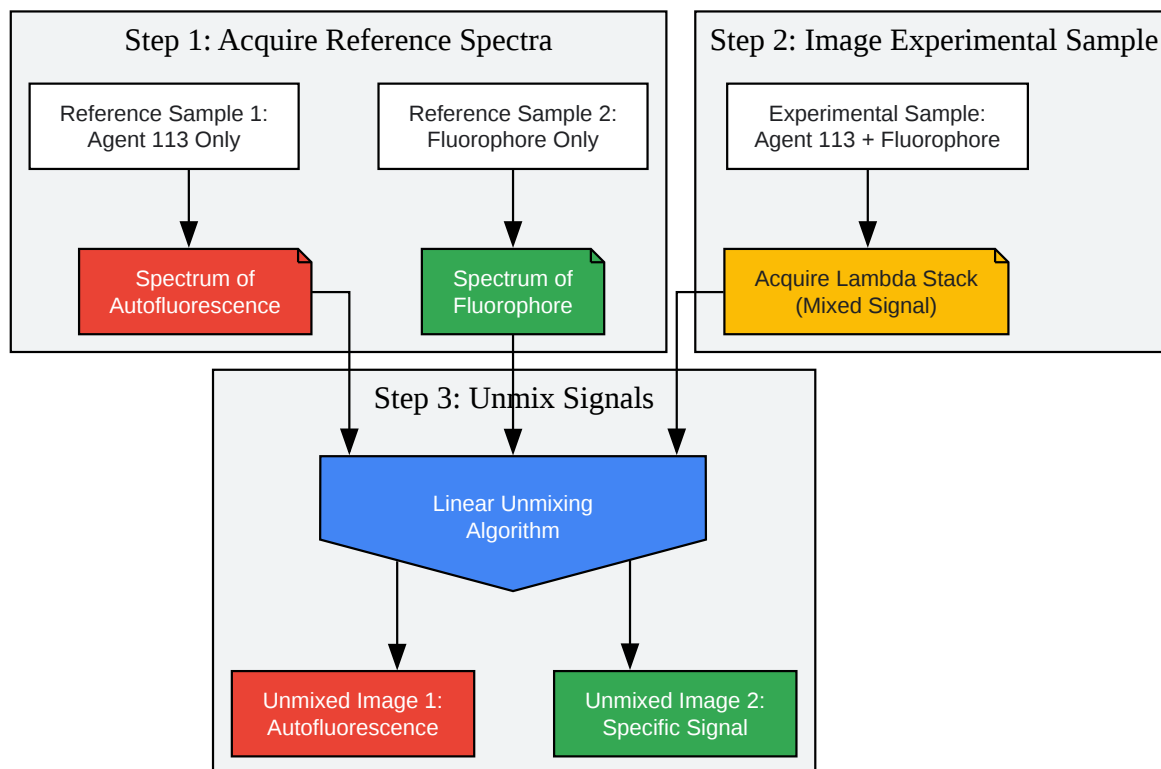 Step 1: Acquire Reference Spectra
Reference Sample 1:
Agent 113 Only
Reference Sample 2:
Fluorophore Only
Spectrum of
Autofluorescence
Spectrum of
Fluorophore
Step 2: Image Experimental Sample
Experimental Sample:
Agent 113 + Fluorophore
Acquire Lambda Stack
(Mixed Signal)
Step 3: Unmix Signals
Linear Unmixing
Algorithm
Unmixed Image 1:
Autofluorescence
Unmixed Image 2:
Specific Signal